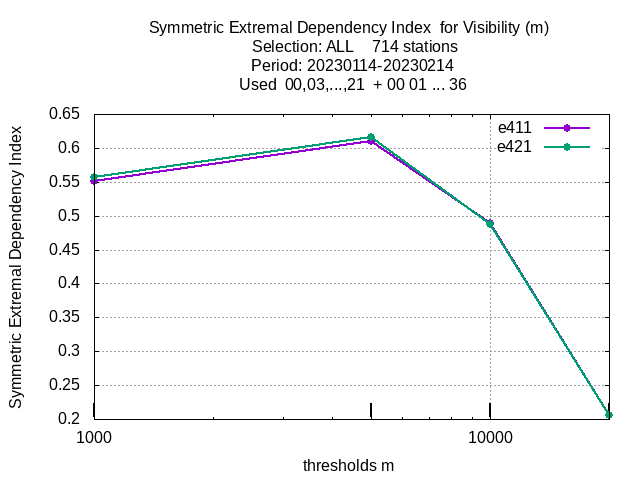 Symmetric Extremal Dependency Index  for Visibility (m)
Selection: ALL    714 stations
Period: 20230114-20230214
Used  00,03,...,21  + 00 01 ... 36
e411
e421
0.65
0.6
0.55
0.5
0.45
0.4
0.35
0.3
0.25
0.2
Symmetric Extremal Dependency Index
1000
10000
thresholds m